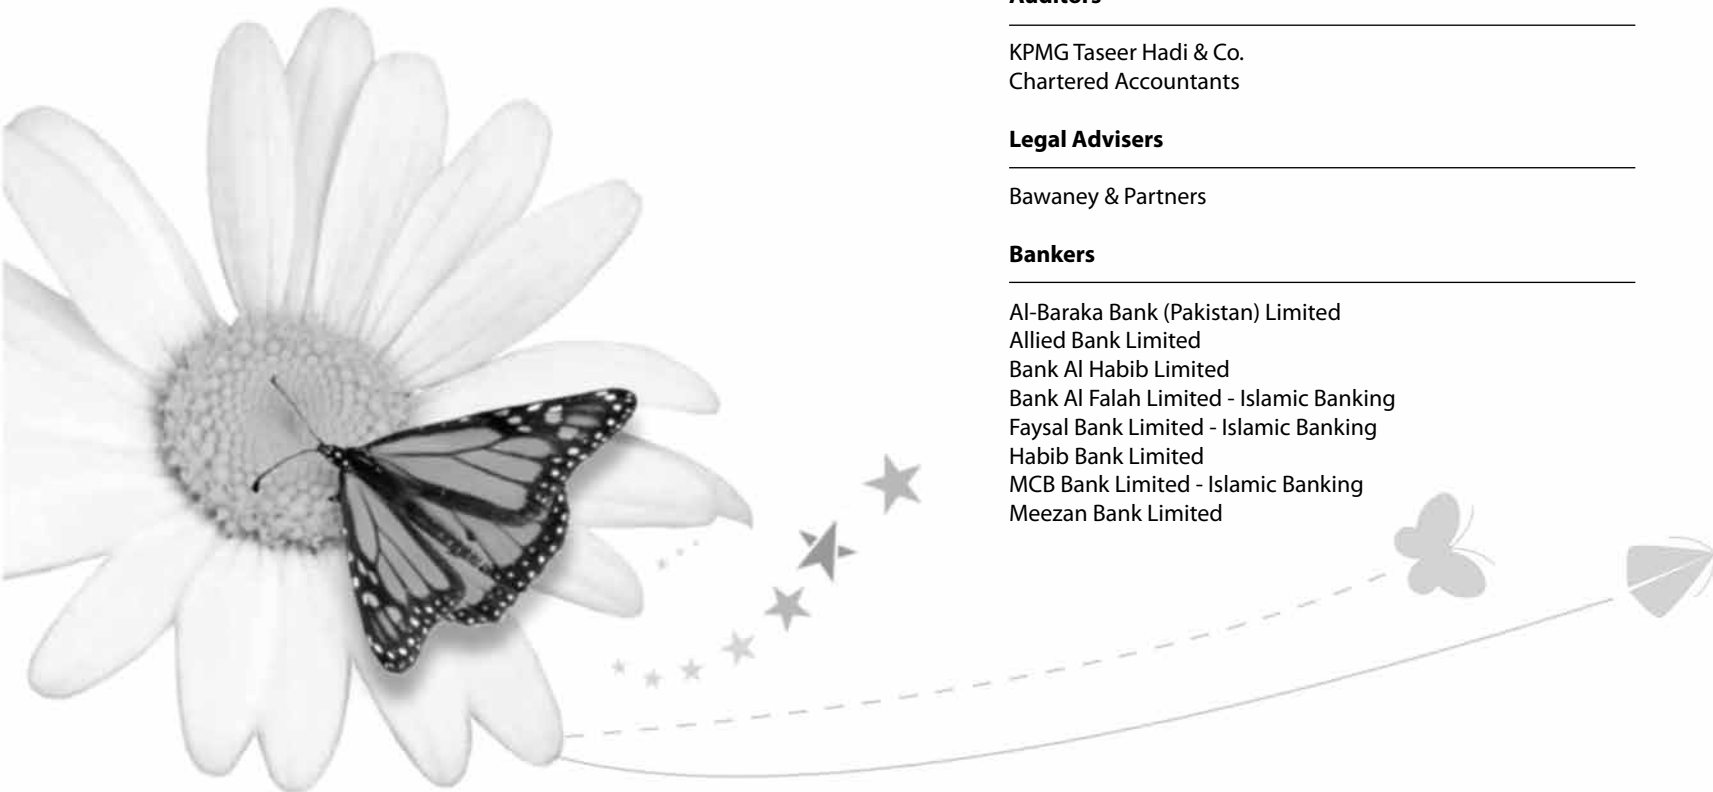 Auditors
KPMG Taseer Hadi & Co.
Chartered Accountants
Legal Advisers
Bawaney & Partners
Bankers
Al-Baraka Bank (Pakistan) Limited
Allied Bank Limited
Bank Al Habib Limited
Bank Al Falah Limited - Islamic Banking
Faysal Bank Limited - Islamic Banking
Habib Bank Limited
MCB Bank Limited - Islamic Banking
Meezan Bank Limited